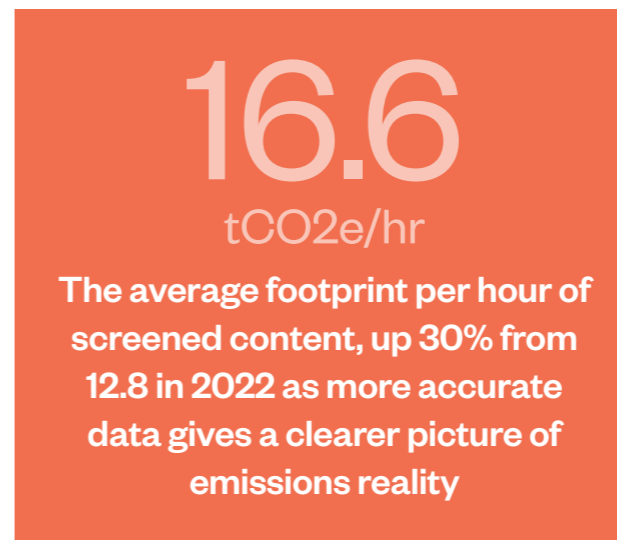 16.6
tCO2e/hr
The average footprint per hour of
screened content, up 30% from
12.8 in 2022 as more accurate
data gives a clearer picture of
emissions reality